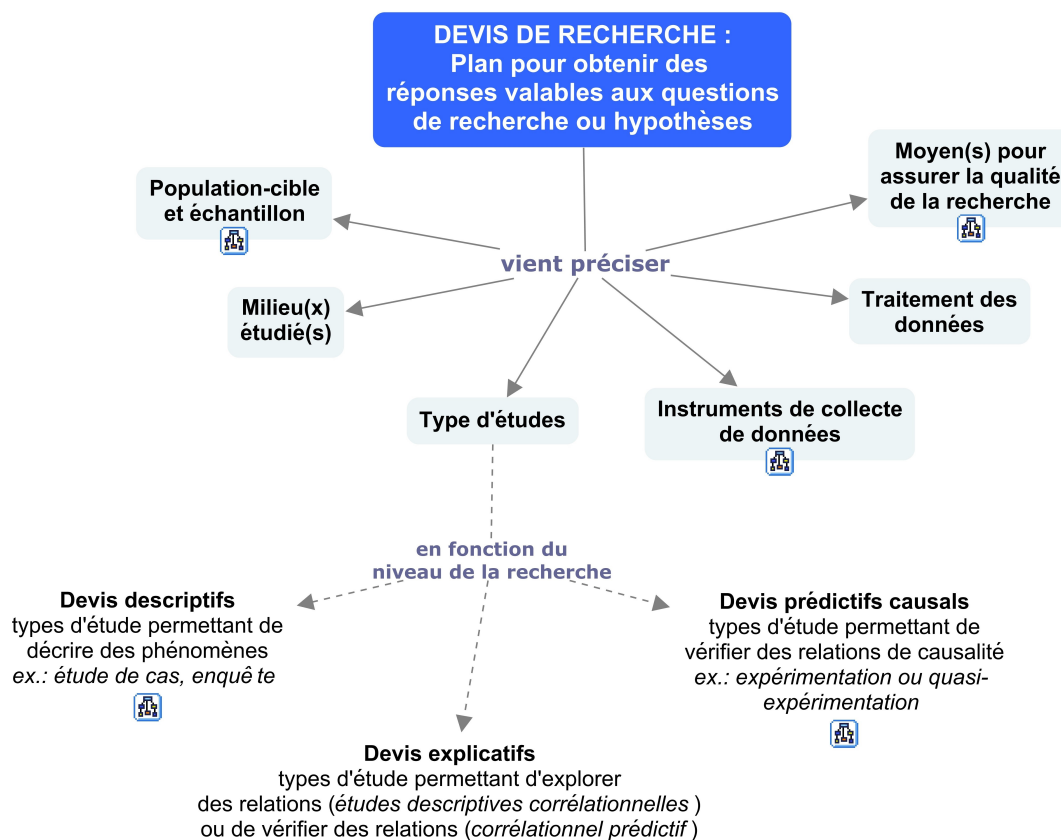 DEVIS DE RECHERCHE :
Plan pour obtenir des
réponses valables aux questions
de recherche ou hypothèses
Moyen(s) pour
assurer la qualité
de la recherche
Population-cible
et échantillon
vient préciser
Milieu(x)
étudié(s)
Traitement des
données
Type d'études
Instruments de collecte
de données
en fonction du
niveau de la recherche
Devis descriptifs
types d'étude permettant de
décrire des phénomènes
ex.: étude de cas, enquê te
Devis prédictifs causals
types d'étude permettant de
vérifier des relations de causalité
ex.: expérimentation ou quasi-
expérimentation
Devis explicatifs
types d'étude permettant d'explorer
des relations (études descriptives corrélationnelles )
ou de vérifier des relations (corrélationnel prédictif )